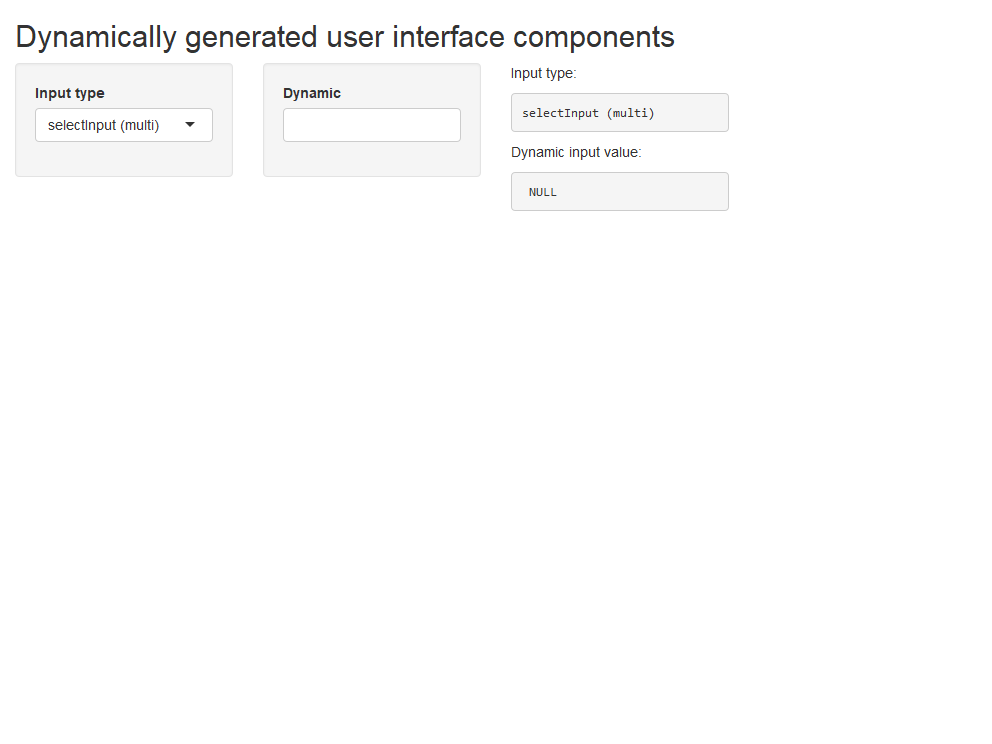 Dynamically generated user interface components
Input type
selectInput (multi)
Dynamic
Input type:
selectInput (multi)
Dynamic input value:
NULL